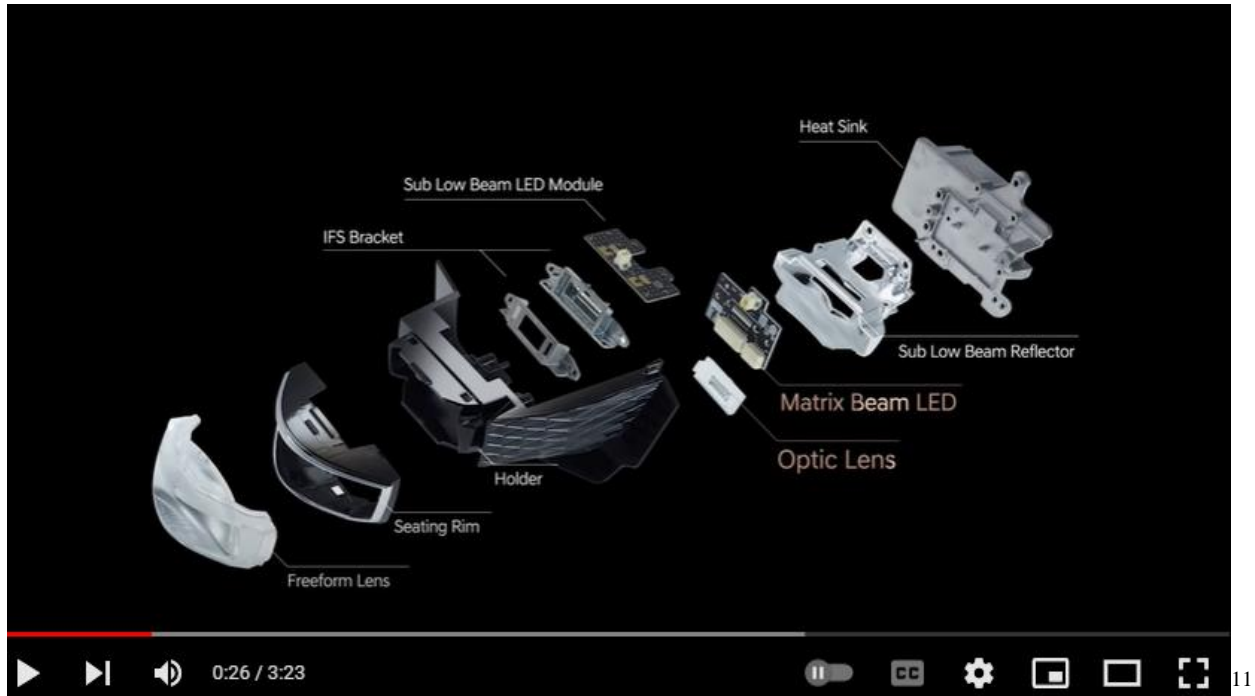 Heat Sink
Sub Low Beam LED Module
IFS Bracket
Sub Low Beam Reflector
Matrix Beam LED
Optic Lens
Holder
Seating Rim
Freeform Lens
0:26 / 3:23
CC
11